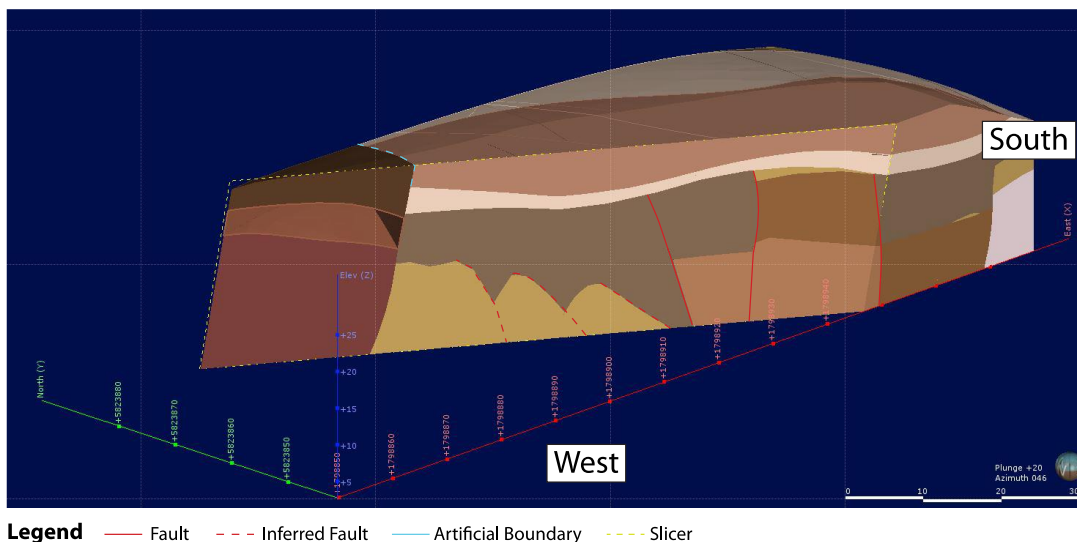 South
East (X)
Elev (Z)
+25
+20
+15
+10
+5
North (Y)
+5823880
+5823870
+5823860
+5823850
+1798850
+1798860
+1798870
+1798880
+1798890
+1798900
+1798910
+1798920
+1798930
+1798940
West
Plunge +20
Azimuth 046
0 10 20 30
Legend Fault Inferred Fault Artificial Boundary Slicer